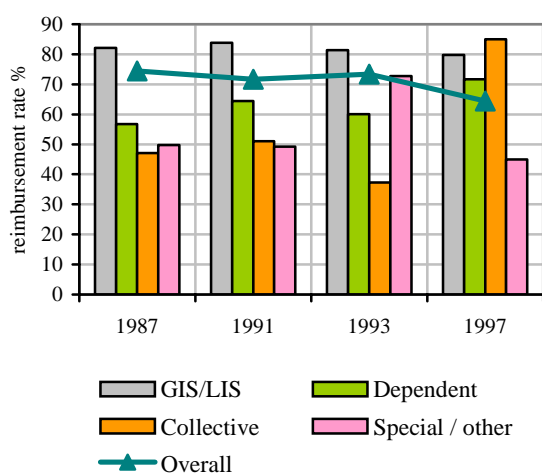 90
80
70
60
50
40
30
20
10
0
reimbursement rate %
1987 1991 1993 1997
GIS/LIS Dependent
Collective Special / other
Overall